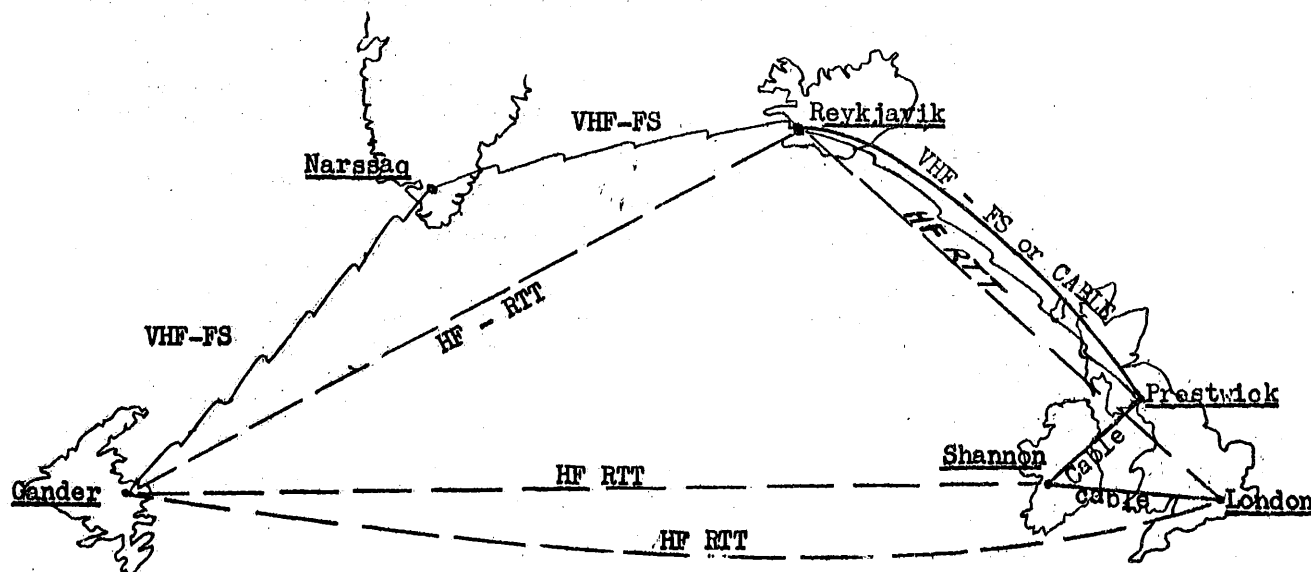 Reykjavik
VHF-FS
Narssaq
VHF - FS or CABLE
HF RTT
HF - RTT
VHF-FS
Prestwick
Shannon
Cable
HF RTT
cable
Gander
London
HF RTT